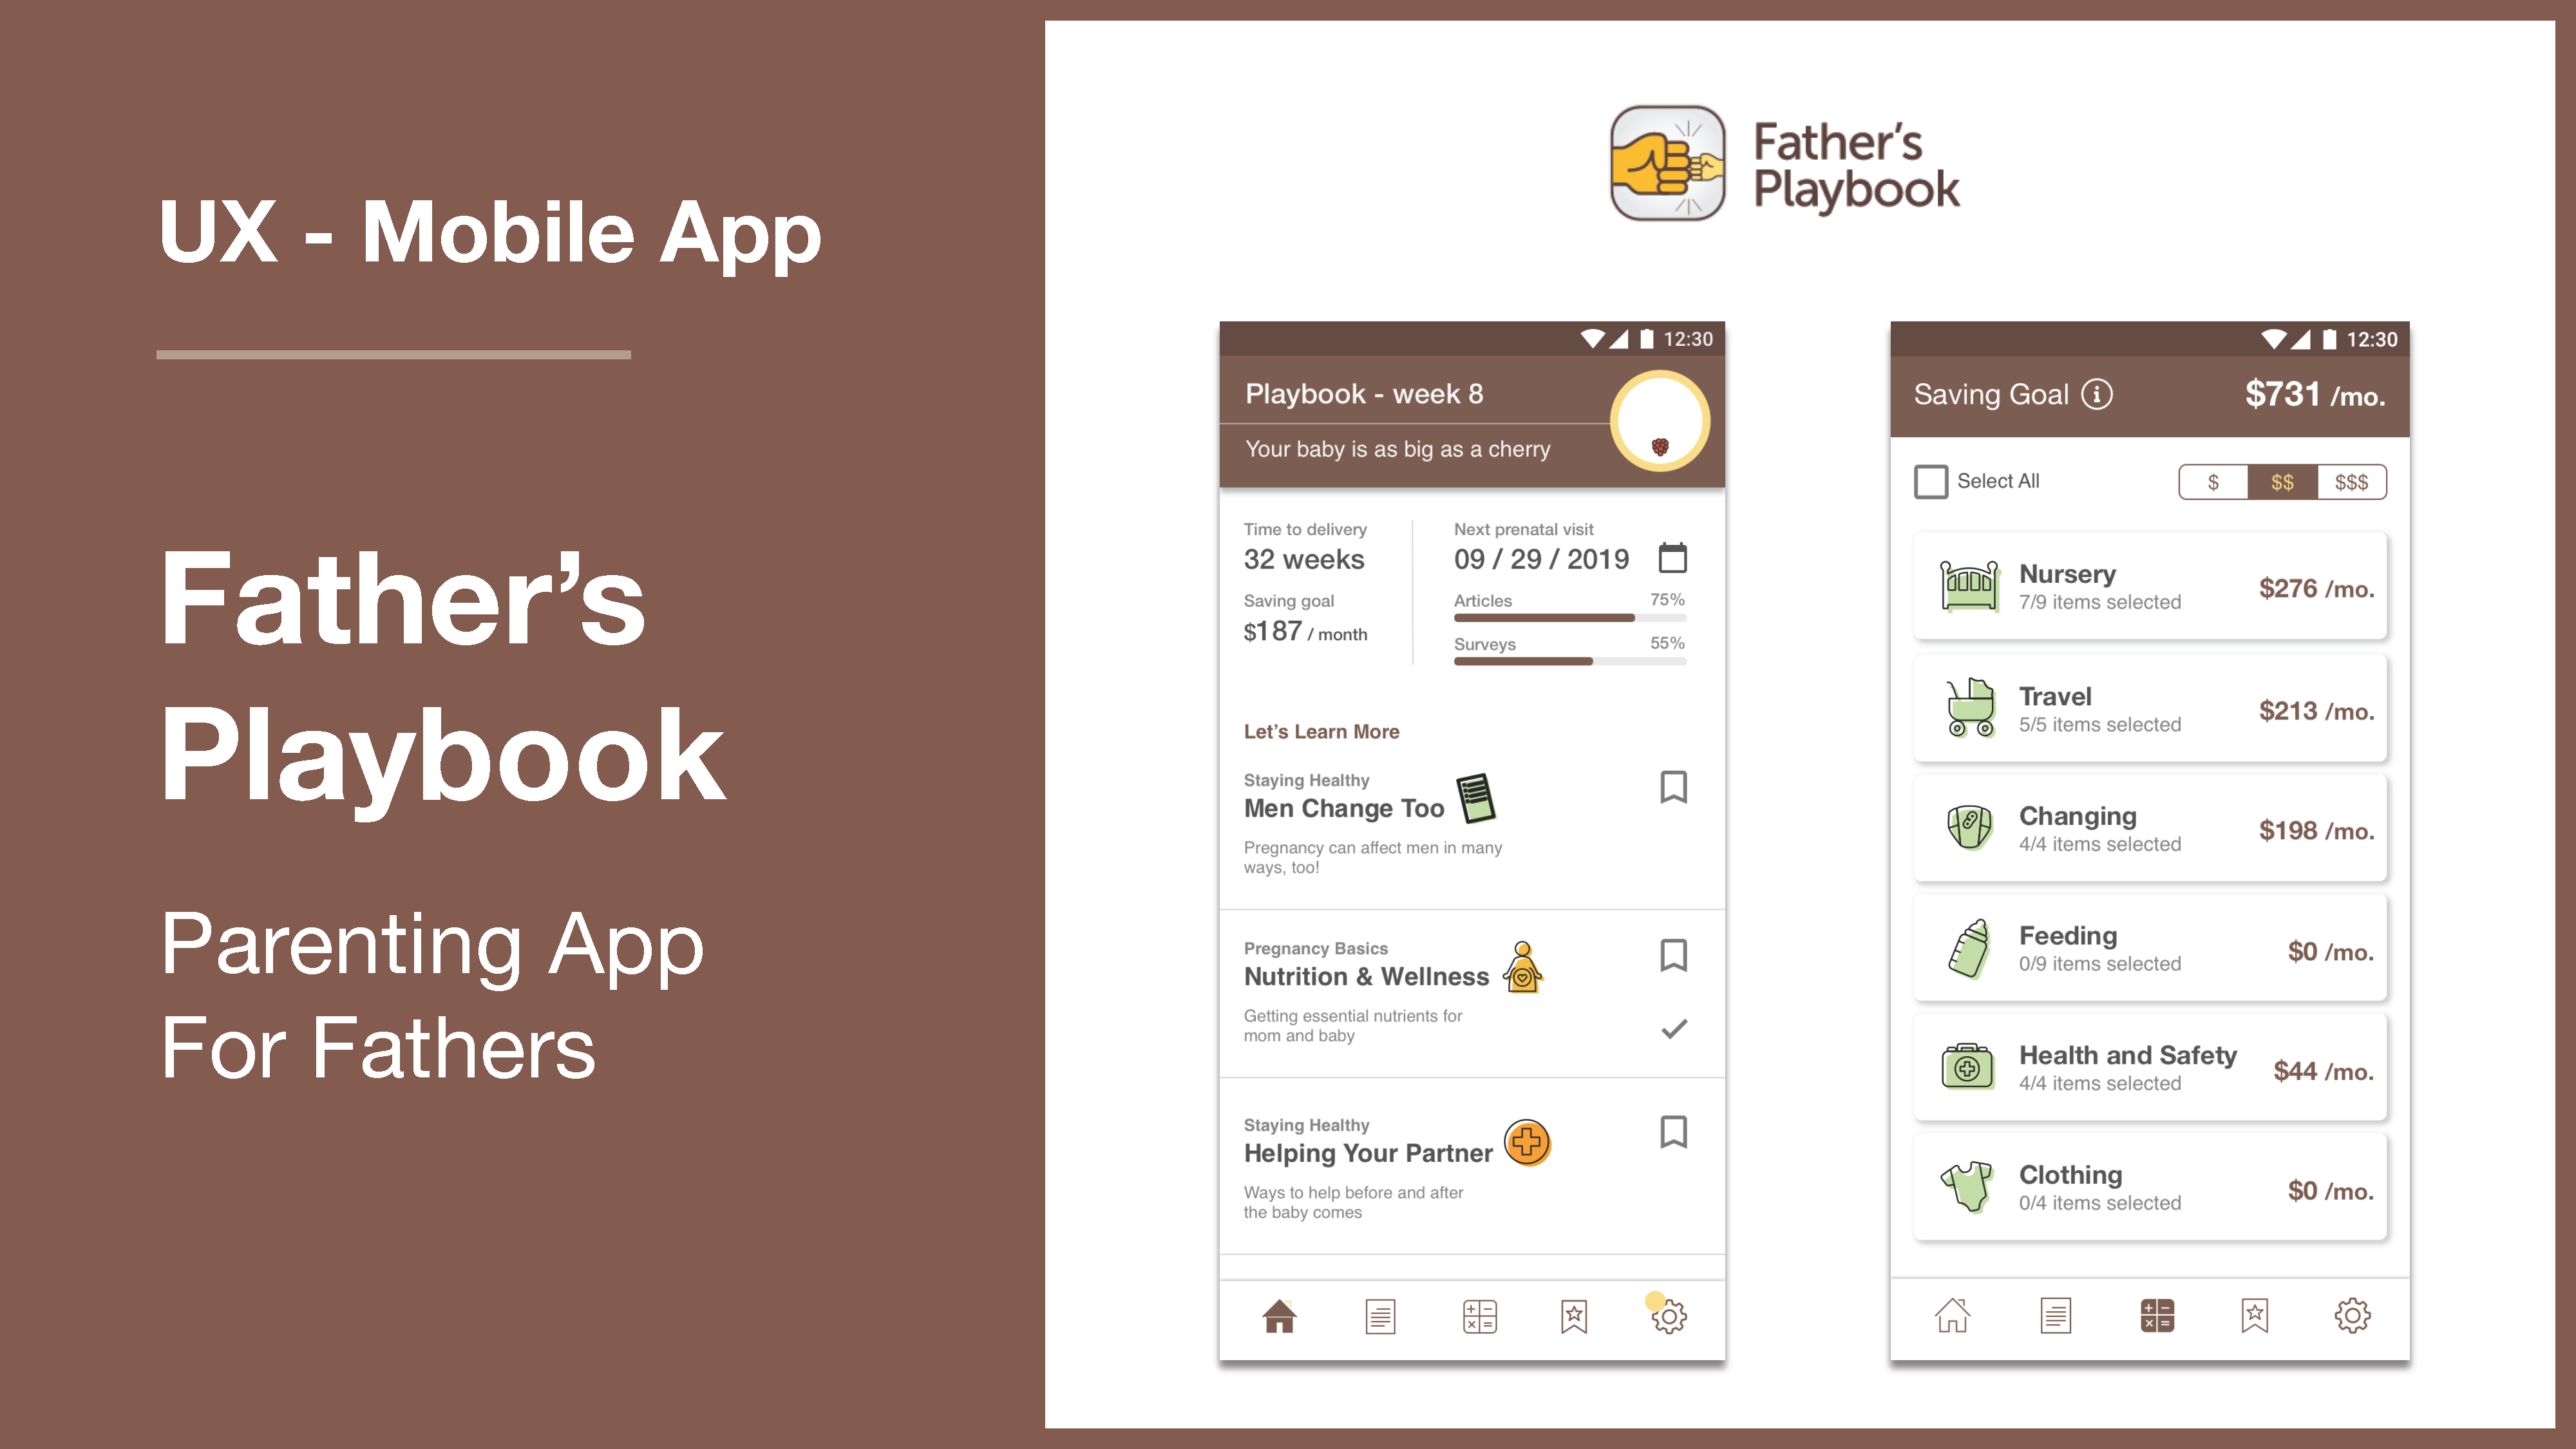 UX - Mobile App
Father’s
Playbook
Parenting App
For Fathers
Father’s
Playbook
12:30
Playbook - week 8
Your baby is as big as a cherry
Time to delivery
32 weeks
Saving goal
$187 / month
Next prenatal visit
09 / 29 / 2019
Articles 75%
Surveys 55%
Let’s Learn More
Staying Healthy
Men Change Too
Pregnancy can affect men in many
ways, too!
Pregnancy Basics
Nutrition & Wellness
Getting essential nutrients for
mom and baby
Staying Healthy
Helping Your Partner
Ways to help before and after
the baby comes
12:30
Saving Goal $731 /mo.
Select All $ $$ $$$
Nursery
7/9 items selected
$276 /mo.
Travel
5/5 items selected
$213 /mo.
Changing
4/4 items selected
$198 /mo.
Feeding
0/9 items selected
$0 /mo.
Health and Safety
4/4 items selected
$44 /mo.
Clothing
0/4 items selected
$0 /mo.